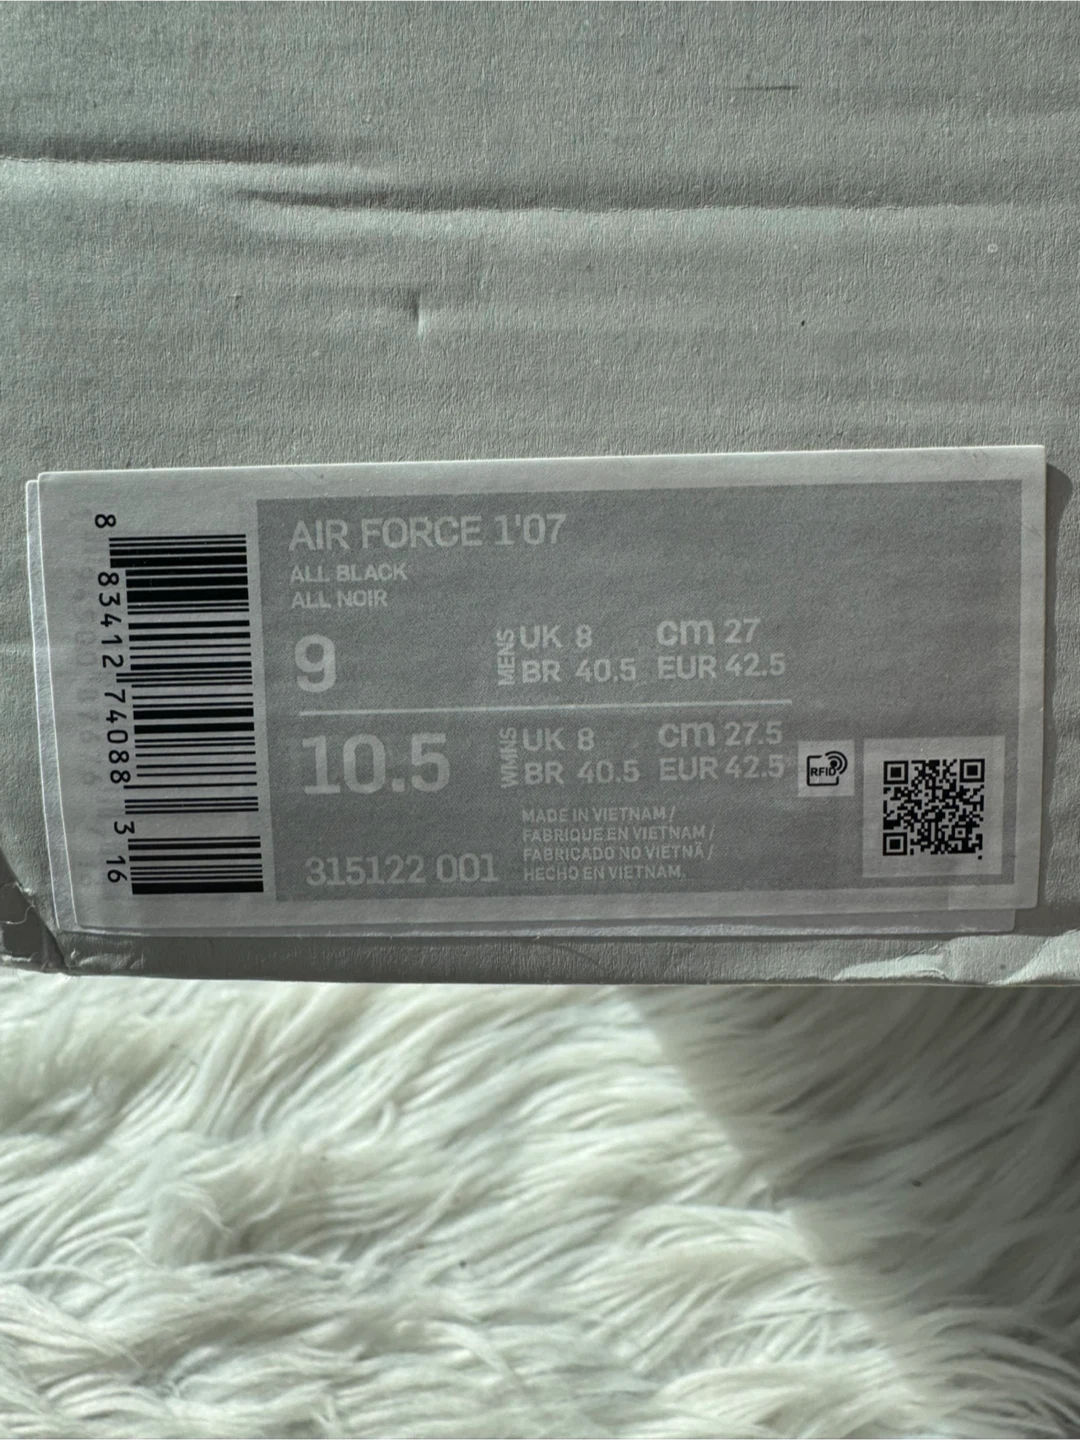 8 83412 74088 3 16
AIR FORCE 1'07
ALL BLACK
ALL NOIR
9
MENS
UK 8 cm 27
BR 40.5 EUR 42.5
10.5
WMNS
UK 8 cm 27.5
BR 40.5 EUR 42.5
RFID
315122 001
MADE IN VIETNAM /
FABRIQUE EN VIETNAM /
FABRICADO NO VIETNÃ /
HECHO EN VIETNAM.